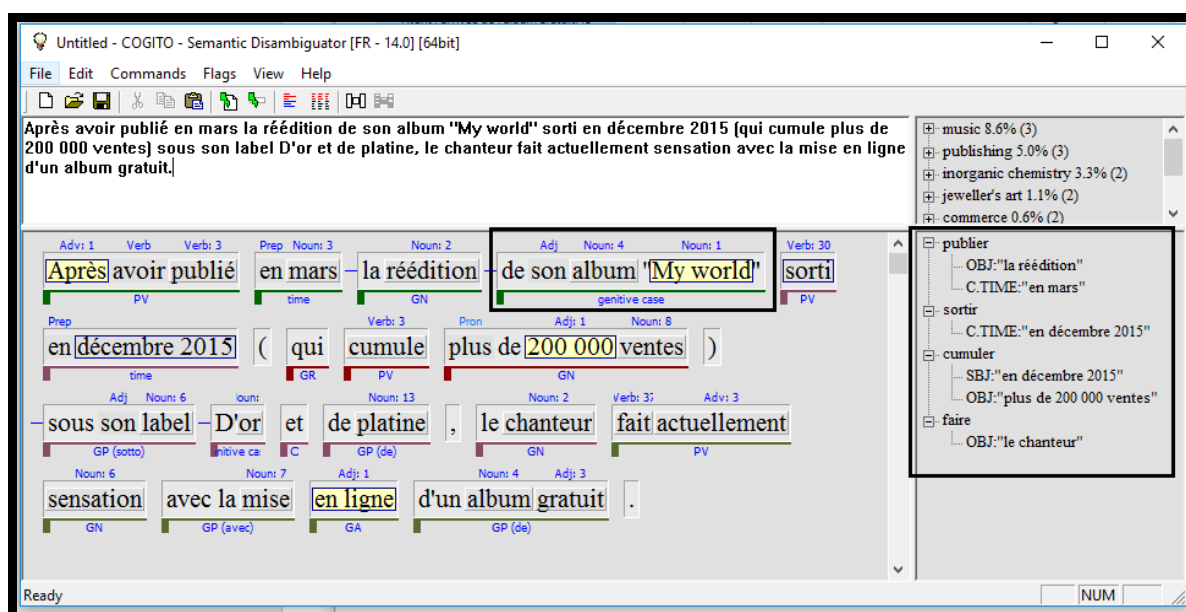 Untitled - COGITO - Semantic Disambiguator [FR - 14.0] [64bit]
File Edit Commands Flags View Help
Après avoir publié en mars la réédition de son album "My world" sorti en décembre 2015 (qui cumule plus de
200 000 ventes) sous son label D'or et de platine, le chanteur fait actuellement sensation avec la mise en ligne
d'un album gratuit.
music 8.6% (3)
publishing 5.0% (3)
inorganic chemistry 3.3% (2)
jeweller's art 1.1% (2)
commerce 0.6% (2)
Adv: 1 Verb Verb: 3 Prep Noun: 3 Noun: 2 Adj Noun: 4 Noun: 1 Verb: 30
Après avoir publié en mars la réédition de son album "My world" sorti
PV time GN genitive case PV
Prep Verb: 3 Pron Adj: 1 Noun: 8
en décembre 2015 ( qui cumule plus de 200 000 ventes )
time GR PV GN
Adj Noun: 6 oun: Noun: 13 Noun: 2 Verb: 37 Adv: 3
sous son label D'or et de platine , le chanteur fait actuellement
GP (sotto) nitive ca: C GP (de) GN PV
Noun: 6 Noun: 7 Adj: 1 Noun: 4 Adj: 3
sensation avec la mise en ligne d'un album gratuit .
GN GP (avec) GA GP (de)
publier
OBJ:"la réédition"
C.TIME:"en mars"
sortir
C.TIME:"en décembre 2015"
cumuler
SBJ:"en décembre 2015"
OBJ:"plus de 200 000 ventes"
faire
OBJ:"le chanteur"
Ready NUM